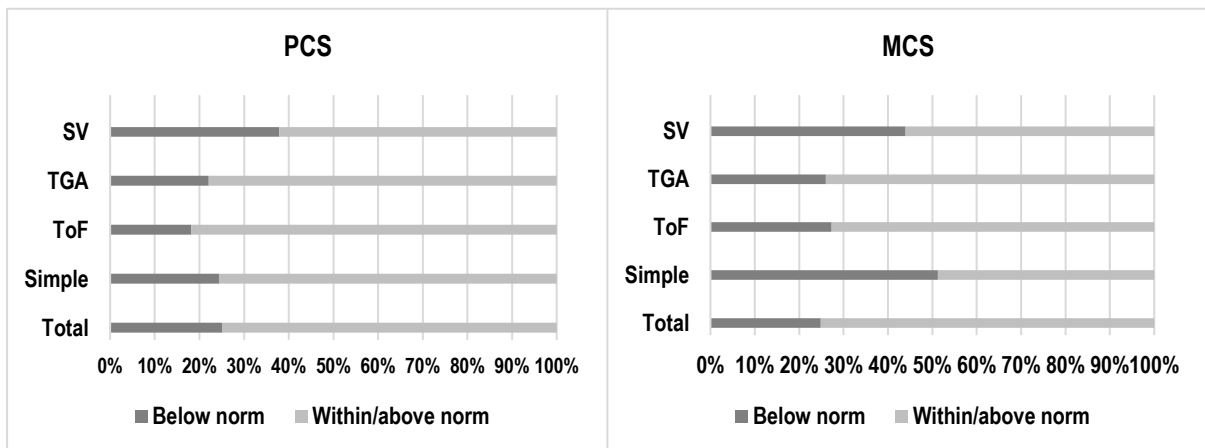 PCS
SV
TGA
ToF
Simple
Total
0% 10% 20% 30% 40% 50% 60% 70% 80% 90% 100%
Below norm Within/above norm
MCS
SV
TGA
ToF
Simple
Total
0% 10% 20% 30% 40% 50% 60% 70% 80% 90% 100%
Below norm Within/above norm